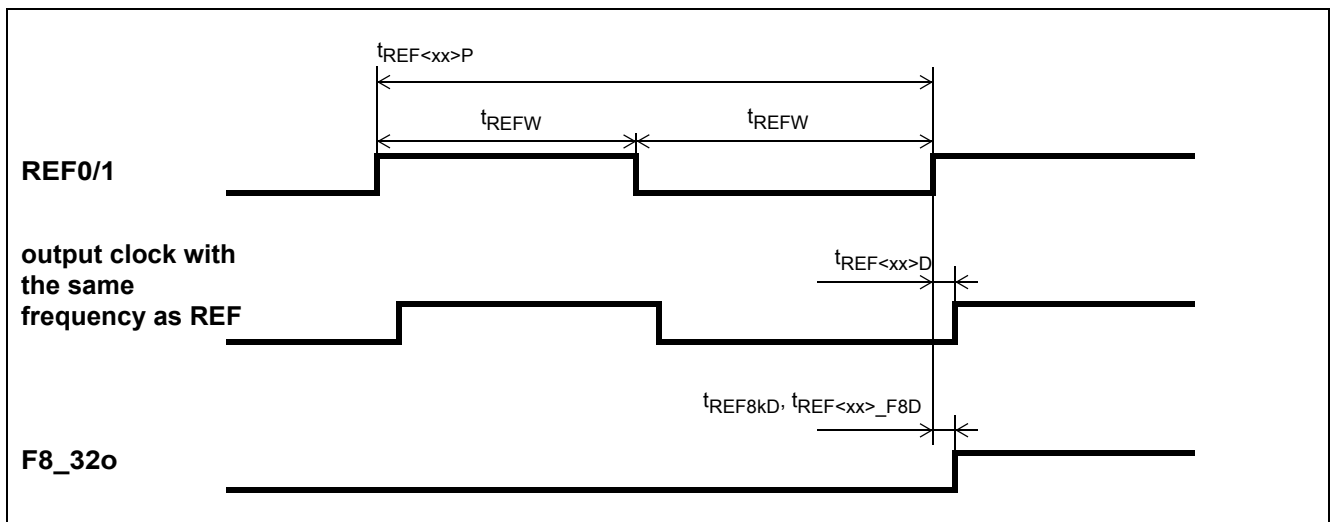 tREF<xx>P
tREFW tREFW
REF0/1
output clock with
the same
frequency as REF
tREF<xx>D
tREF8kD, tREF<xx>_F8D
F8_32o